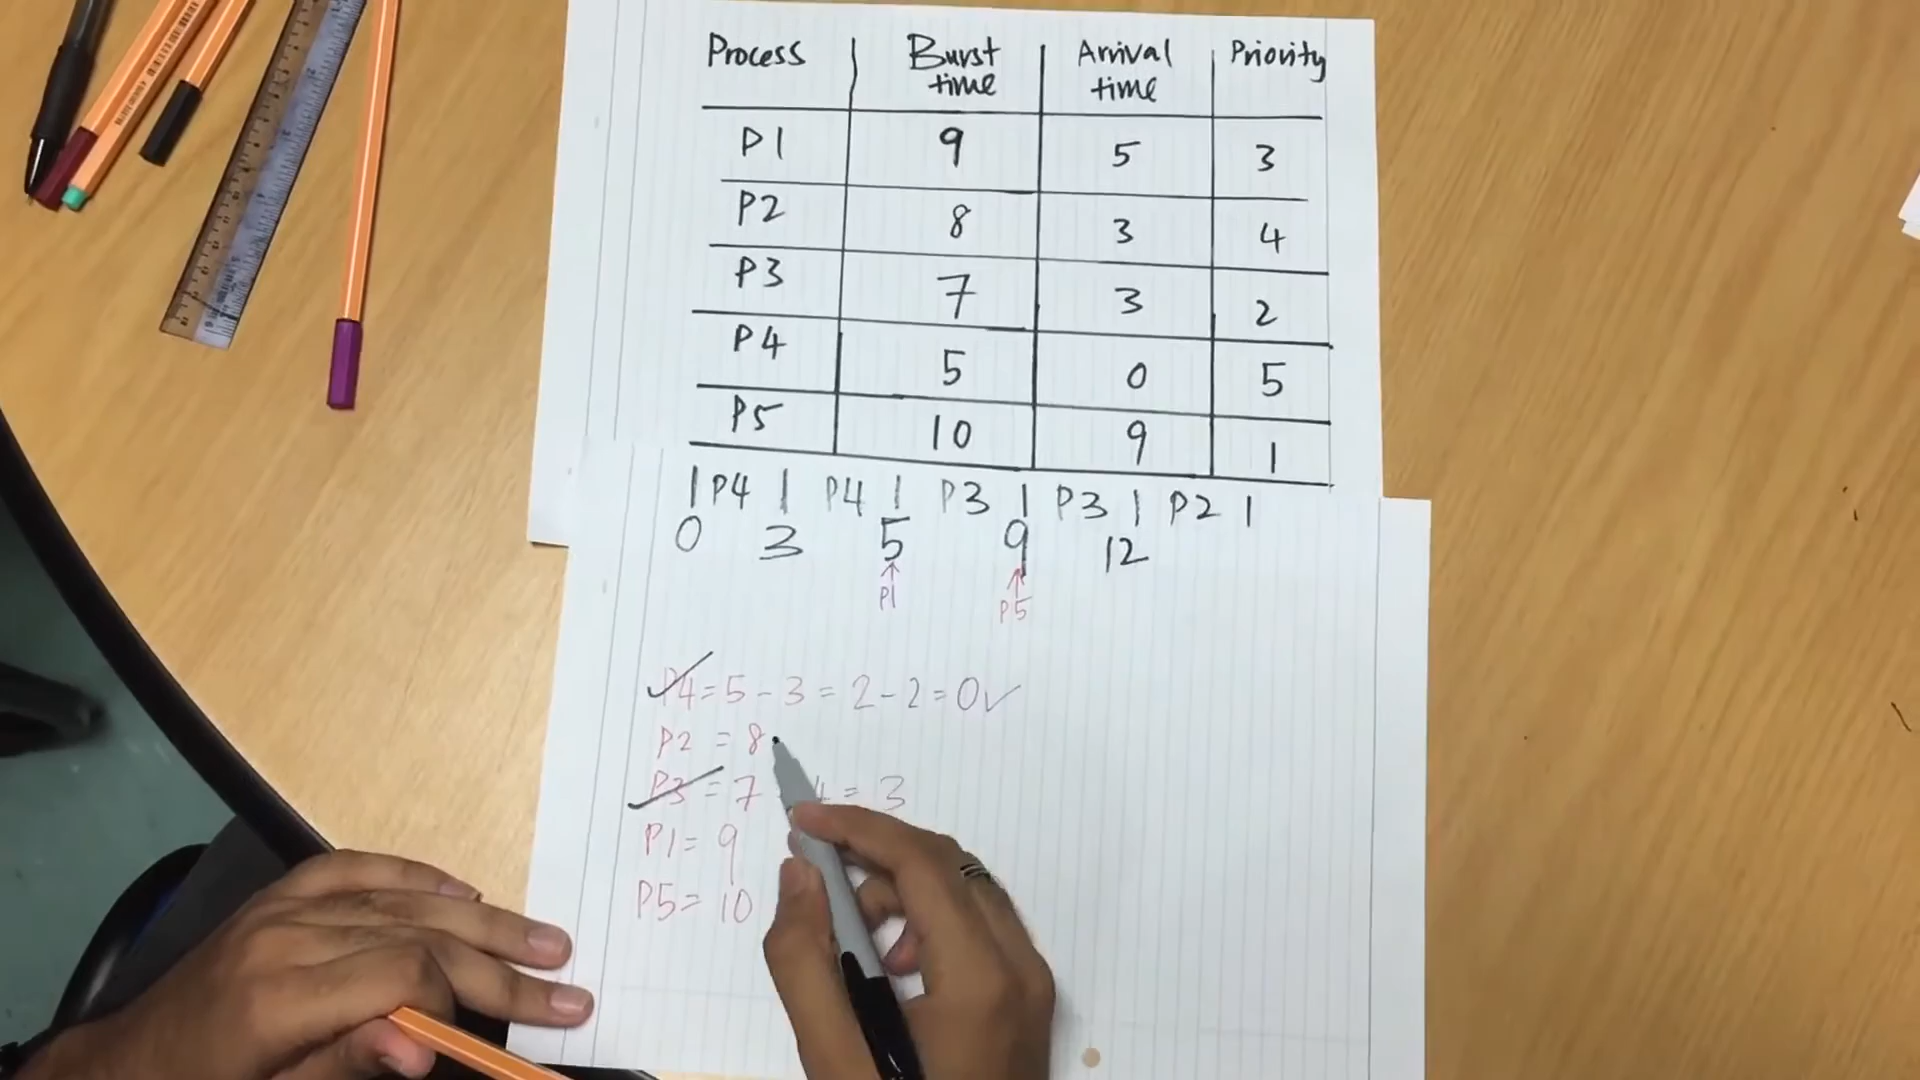 Process Burst time Arrival time Priority
P1 9 5 3
P2 8 3 4
P3 7 3 2
P4 5 0 5
P5 10 9 1
| P4 | P4 | P3 | P3 | P2 |
0 3 5 9 12
↑ ↑
P1 P5
P4 = 5 - 3 = 2 - 2 = 0 ✓
P2 = 8
P3 = 7 4 = 3
P1 = 9
P5 = 10